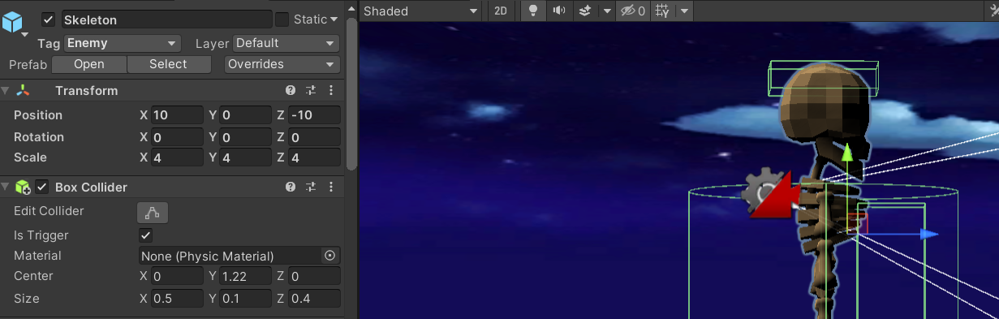 Skeleton Static
Tag Enemy Layer Default
Prefab Open Select Overrides
Transform
Position X 10 Y 0 Z -10
Rotation X 0 Y 0 Z 0
Scale X 4 Y 4 Z 4
Box Collider
Edit Collider
Is Trigger
Material None (Physic Material)
Center X 0 Y 1.22 Z 0
Size X 0.5 Y 0.1 Z 0.4
Shaded 2D 0